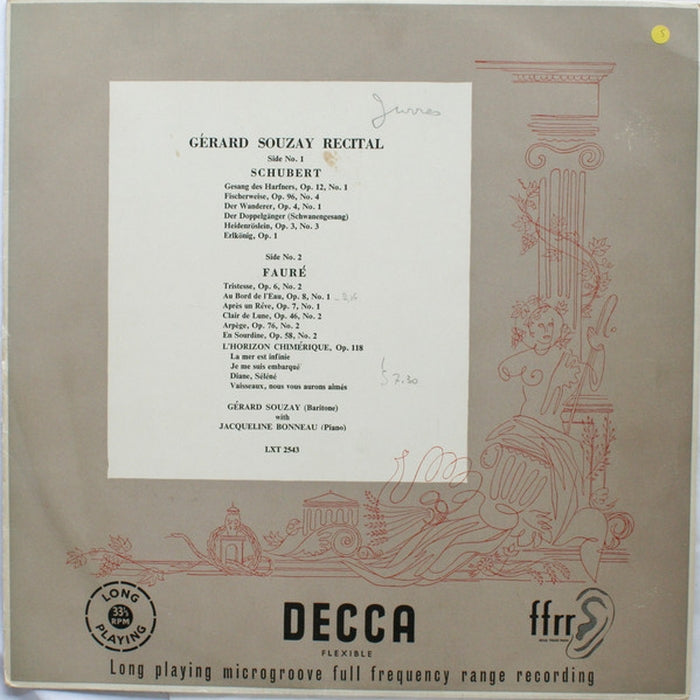 5
Jurres
GÉRARD SOUZAY RECITAL
Side No. 1
SCHUBERT
Gesang des Harfners, Op. 12, No. 1
Fischerweise, Op. 96, No. 4
Der Wanderer, Op. 4, No. 1
Der Doppelgänger (Schwanengesang)
Heidenröslein, Op. 3, No. 3
Erlkönig, Op. 1
Side No. 2
FAURÉ
Tristesse, Op. 6, No. 2
Au Bord de l'Eau, Op. 8, No. 1
Après un Rêve, Op. 7, No. 1
Clair de Lune, Op. 46, No. 2
Arpège, Op. 76, No. 2
En Sourdine, Op. 58, No. 2
L'HORIZON CHIMÉRIQUE, Op. 118
La mer est infinie
Je me suis embarqué
Diane, Séléné
Vaisseaux, nous vous aurons aimés
7.30
GÉRARD SOUZAY (Baritone)
with
JACQUELINE BONNEAU (Piano)
LXT 2543
LONG
33⅓
RPM
PLAYING
DECCA
FLEXIBLE
ffrr
Long playing microgroove full frequency range recording